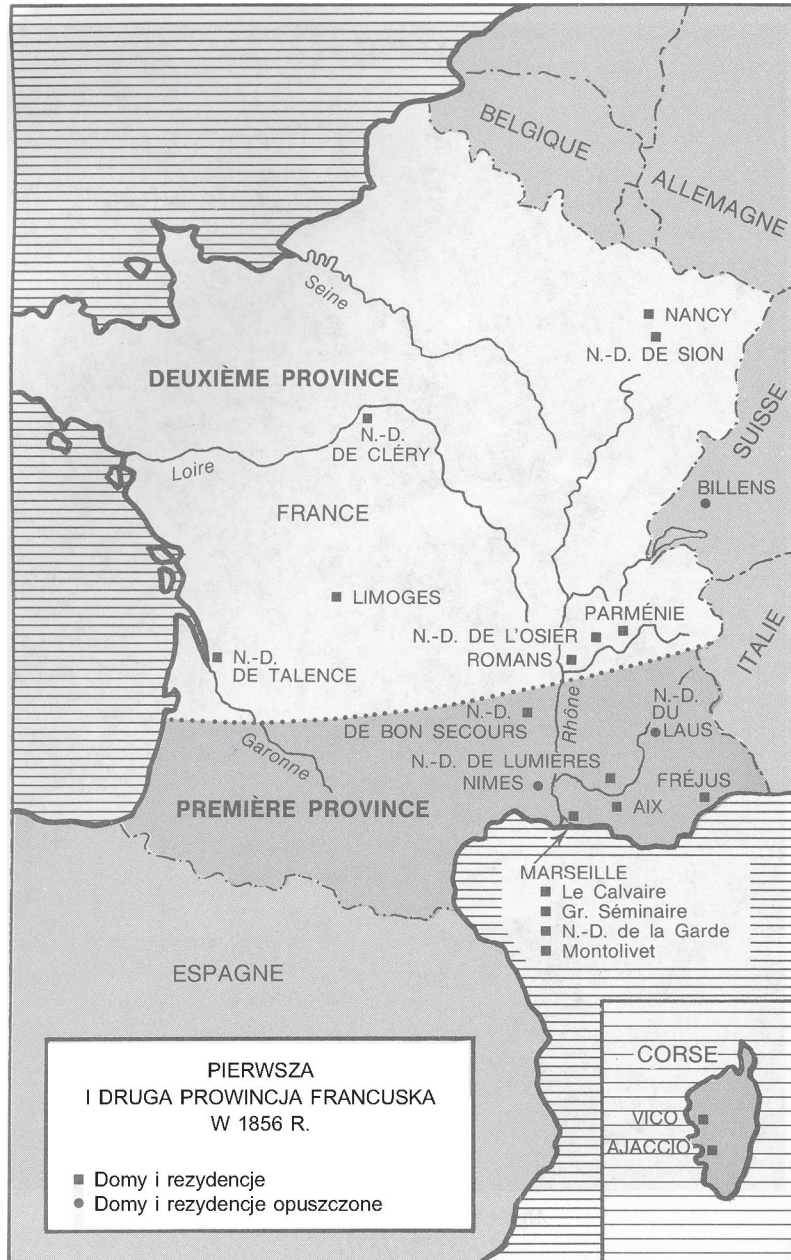 BELGIQUE
ALLEMAGNE
Seine
NANCY
N.-D. DE SION
DEUXIÈME PROVINCE
SUISSE
N.-D.
DE CLÉRY
Loire
BILLENS
FRANCE
LIMOGES
PARMÉNIE
N.-D. DE L'OSIER
ROMANS
ITALIE
N.-D.
DE TALENCE
N.-D.
DU
LAUS
Rhône
N.-D.
DE BON SECOURS
Garonne
N.-D. DE LUMIÈRES
NIMES
FRÉJUS
PREMIÈRE PROVINCE
AIX
MARSEILLE
Le Calvaire
Gr. Séminaire
N.-D. de la Garde
Montolivet
ESPAGNE
CORSE
VICO
AJACCIO
PIERWSZA
I DRUGA PROWINCJA FRANCUSKA
W 1856 R.
Domy i rezydencje
Domy i rezydencje opuszczone